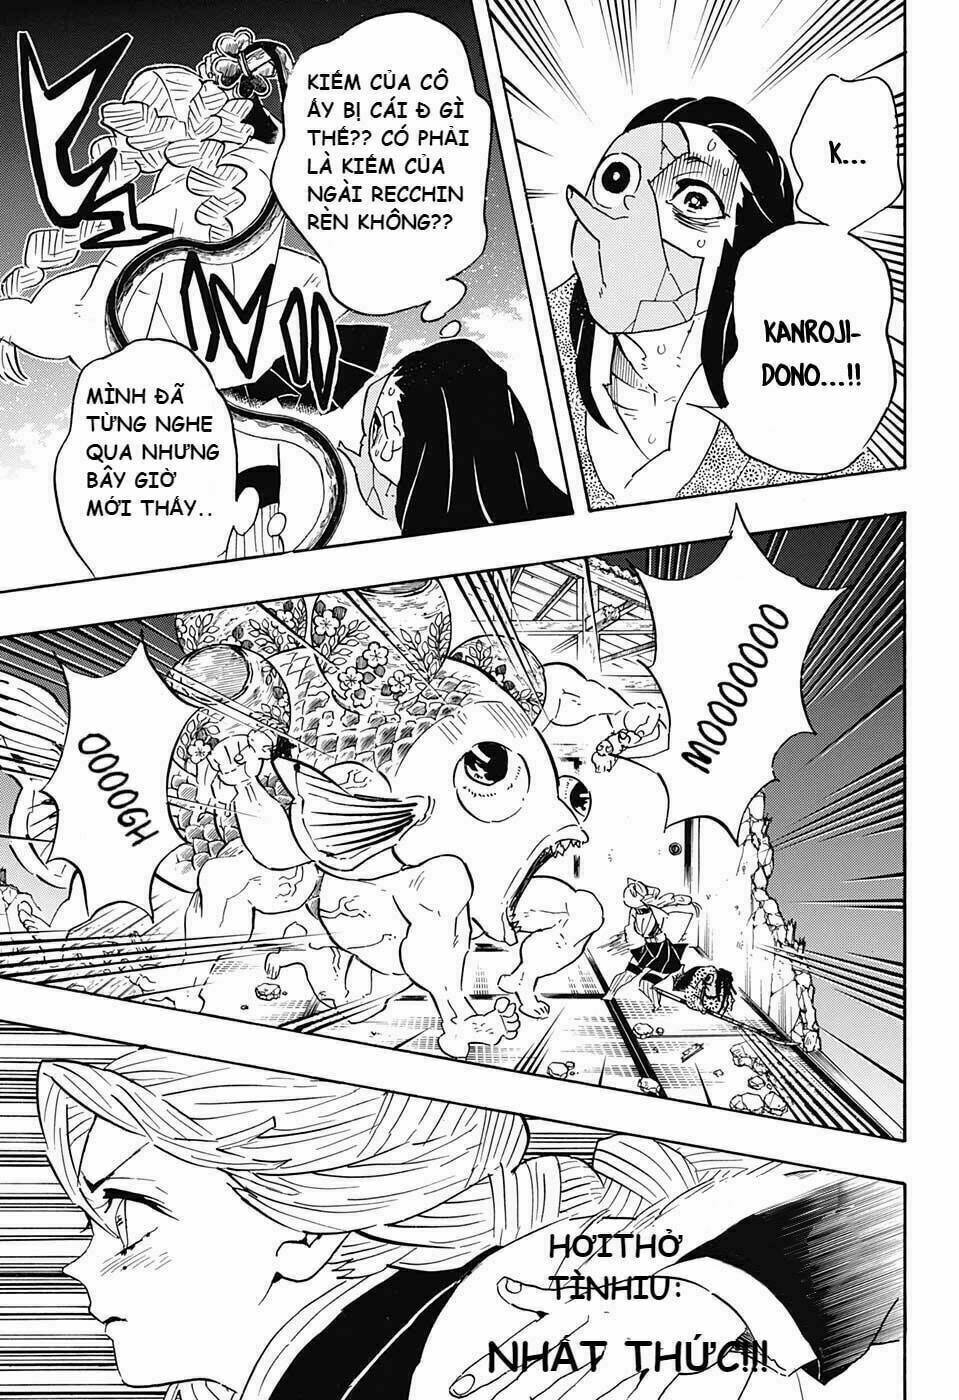 K...
KANROJI-
DONO...!!
KIẾM CỦA CÔ
ẤY BỊ CÁI Đ GÌ
THẾ?? CÓ PHẢI
LÀ KIẾM CỦA
NGÀI RECCHIN
RÈN KHÔNG??
MÌNH ĐÃ
TỪNG NGHE
QUA NHƯNG
BÂY GIỜ
MỚI THẤY..
MOOOOOOO
OOOOGH
HƠITHỞ
TÌNHIU:
NHẤT THỨC!!!